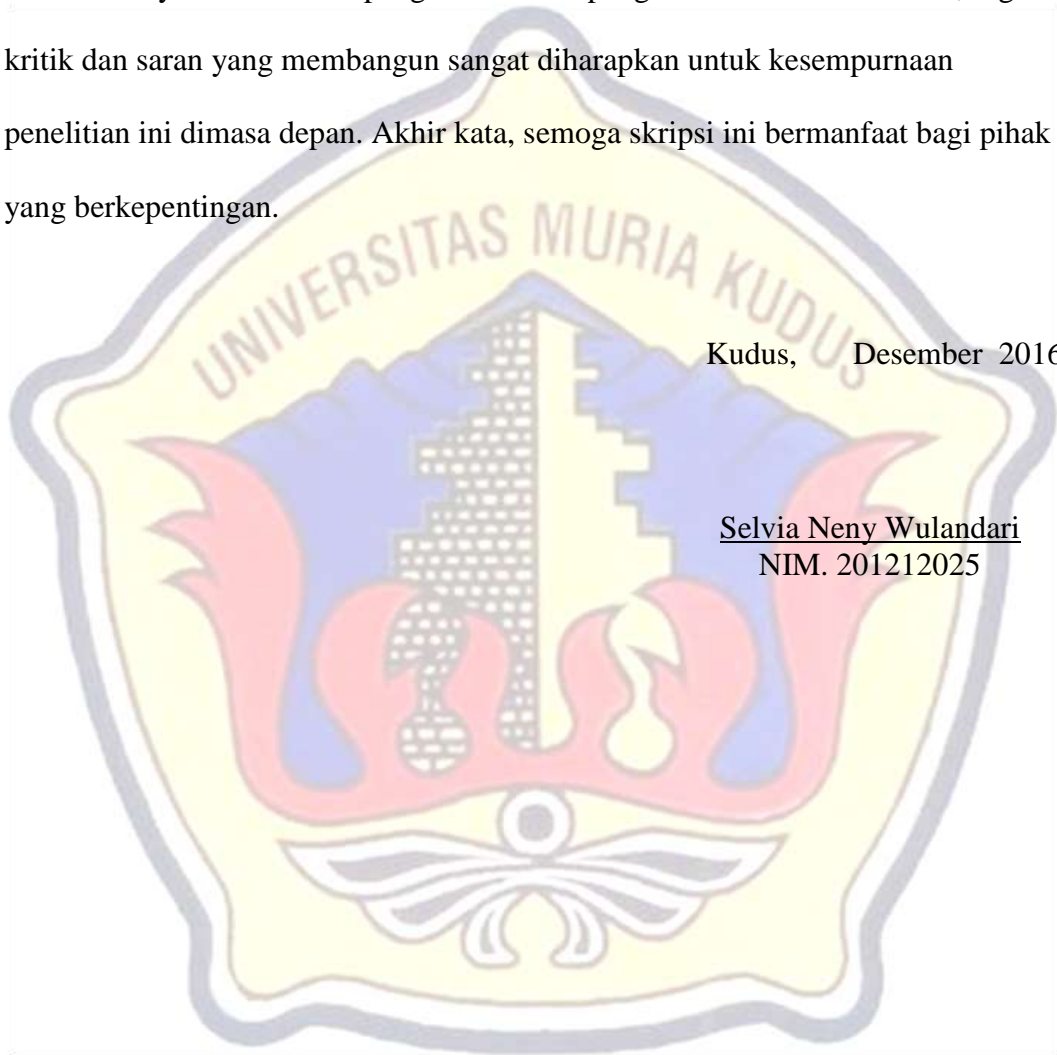 kritik dan saran yang membangun sangat diharapkan untuk kesempurnaan
penelitian ini dimasa depan. Akhir kata, semoga skripsi ini bermanfaat bagi pihak
yang berkepentingan.
UNIVERSITAS MURIA KUDUS
Kudus, Desember 2016
Selvia Neny Wulandari
NIM. 201212025